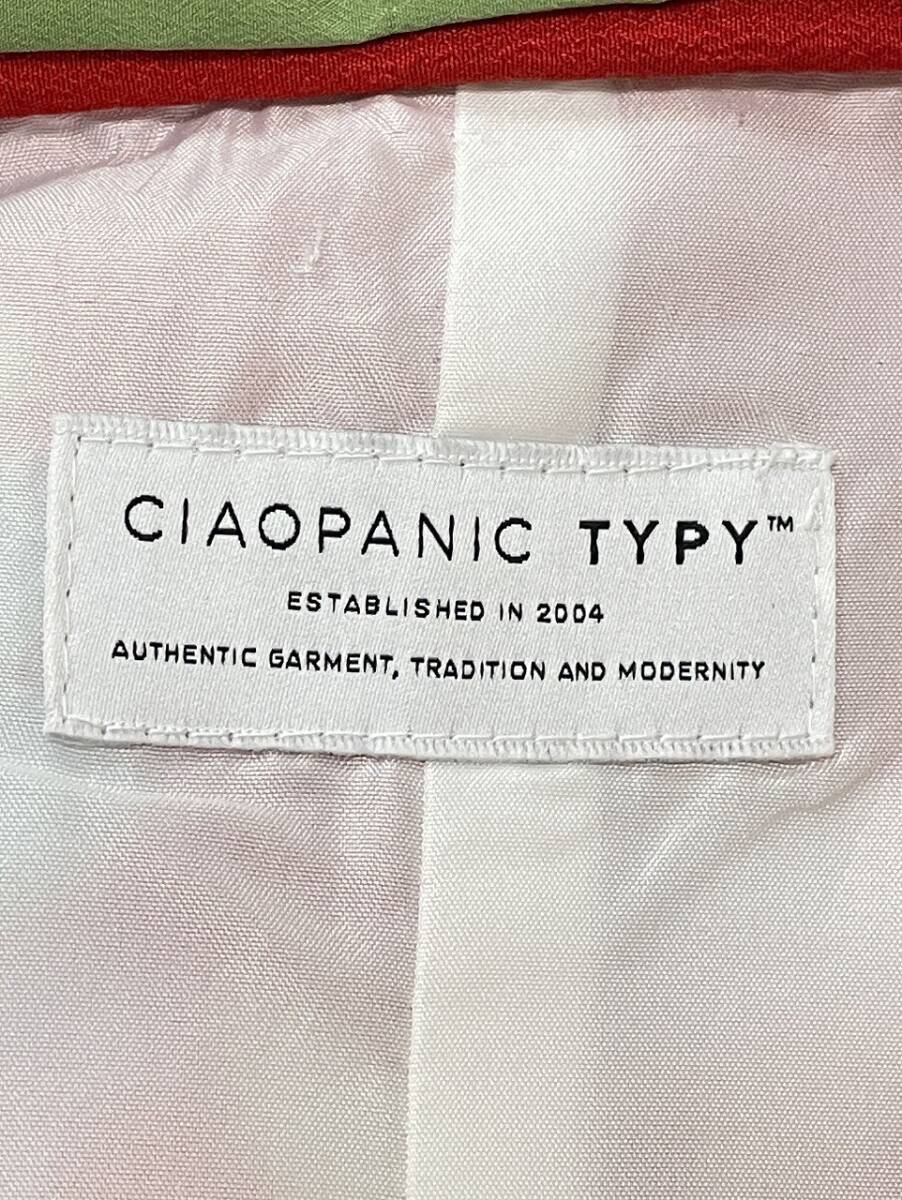 CIAOPANIC TYPY™
ESTABLISHED IN 2004
AUTHENTIC GARMENT, TRADITION AND MODERNITY